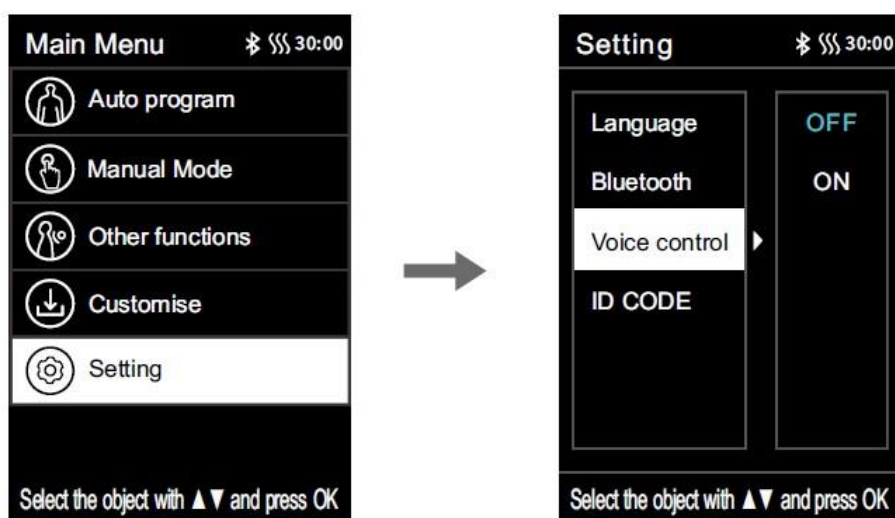 Main Menu 30:00
Auto program
Manual Mode
Other functions
Customise
Setting
Select the object with ▲▼ and press OK
Setting 30:00
Language
Bluetooth
Voice control
ID CODE
OFF
ON
Select the object with ▲▼ and press OK